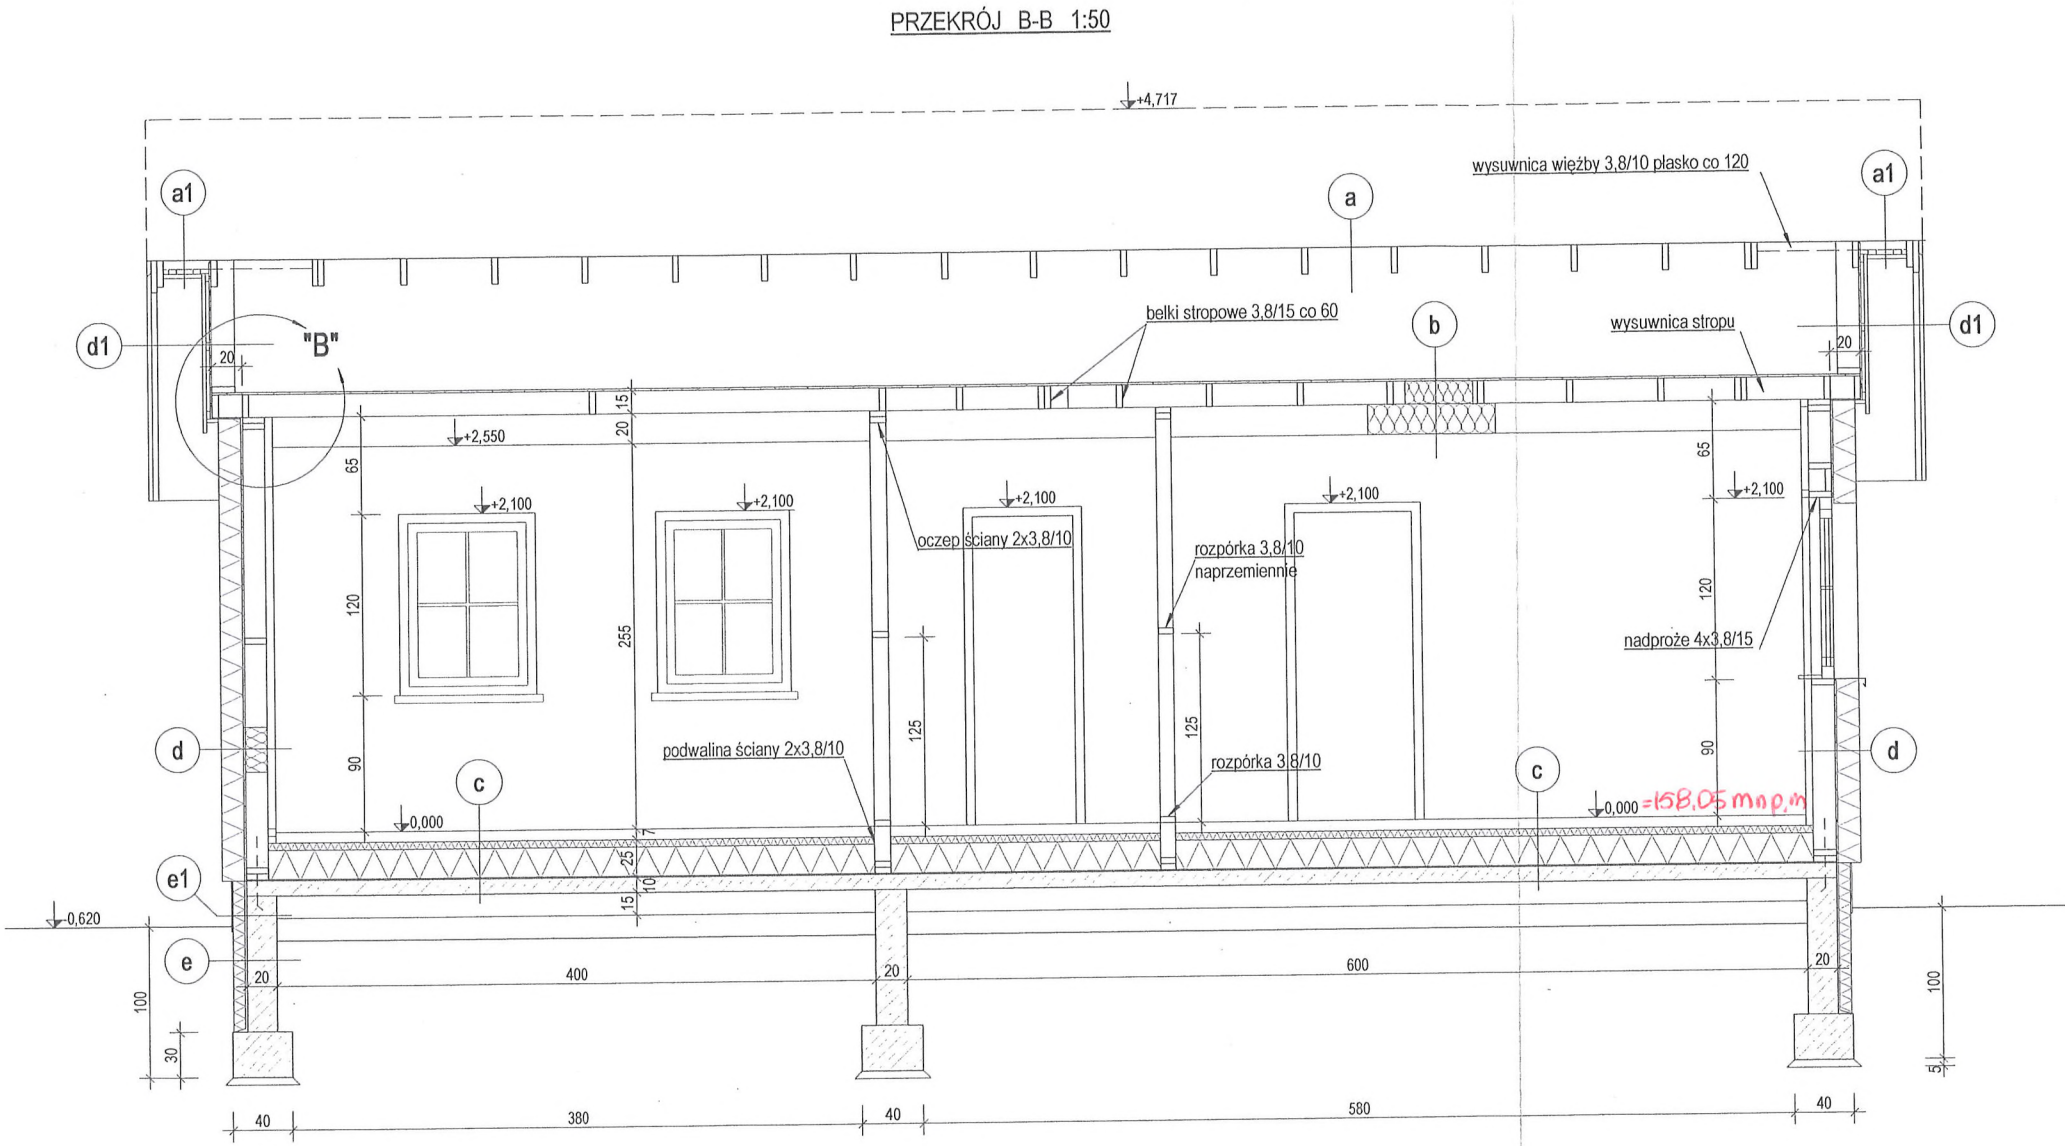 PRZEKRÓJ B-B 1:50
+4,717
wysuwnica więźby 3,8/10 płasko co 120
a1
a
a1
belki stropowe 3,8/15 co 60
b
wysuwnica stropu
d1
"B"
d1
20
20
15
20
+2,550
65
65
+2,100
+2,100
+2,100
+2,100
+2,100
oczep ściany 2x3,8/10
rozpórka 3,8/10
naprzemiennie
120
255
120
nadproże 4x3,8/15
125
125
podwalina ściany 2x3,8/10
rozpórka 3,8/10
d
90
90
d
c
c
0,000
0,000
=158,05 m n p.m
7
25
10
15
e1
-0,620
e
20
400
20
600
20
100
30
100
5
40
380
40
580
40